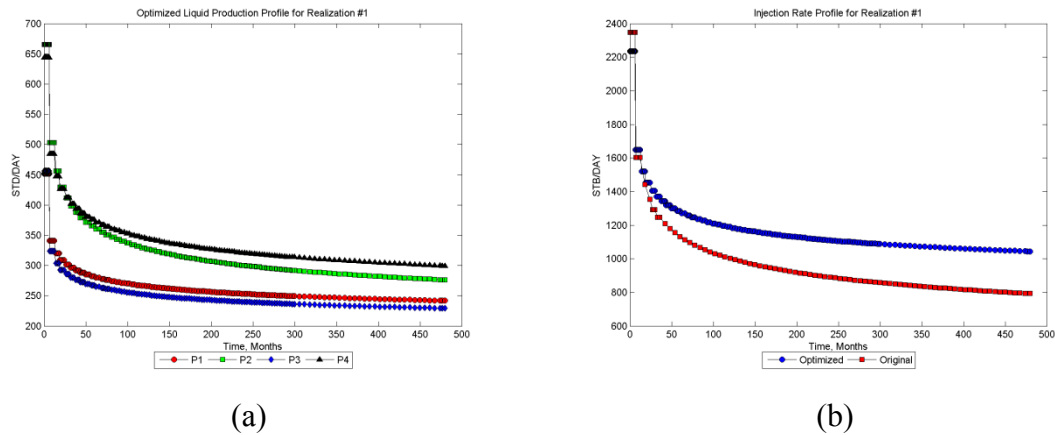 Optimized Liquid Production Profile for Realization #1
700
650
600
550
500
450
400
350
300
250
200
STD/DAY
0 50 100 150 200 250 300 350 400 450 500
Time, Months
P1 P2 P3 P4
(a)
Injection Rate Profile for Realization #1
2400
2200
2000
1800
1600
1400
1200
1000
800
600
STB/DAY
0 50 100 150 200 250 300 350 400 450 500
Time, Months
Optimized Original
(b)